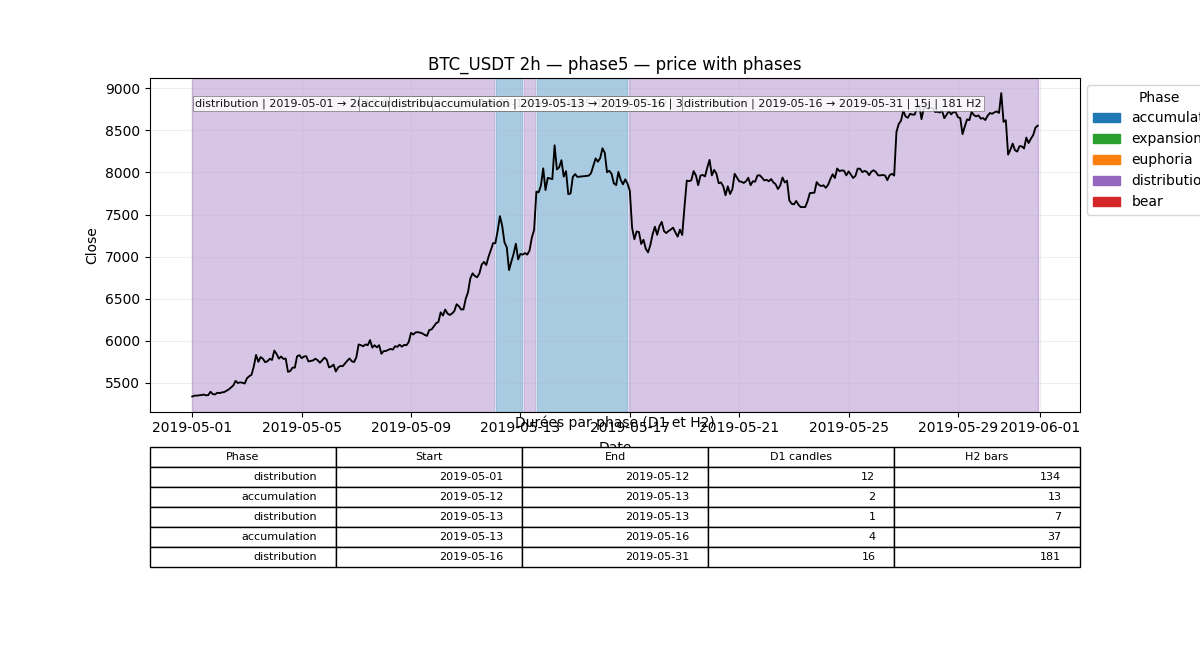 BTC_USDT 2h — phase5 — price with phases
9000
8500
8000
7500
7000
6500
6000
5500
Close
distribution | 2019-05-01 → 2(
accu
distribu
accumulation | 2019-05-13 → 2019-05-16 | 3
distribution | 2019-05-16 → 2019-05-31 | 15j | 181 H2
Phase
accumulat
expansion
euphoria
distributio
bear
2019-05-01 2019-05-05 2019-05-09 2019-05-13 2019-05-17 2019-05-21 2019-05-25 2019-05-29 2019-06-01
Durées par phase (D1 et H2)
Date
Phase Start End D1 candles H2 bars
distribution 2019-05-01 2019-05-12 12 134
accumulation 2019-05-12 2019-05-13 2 13
distribution 2019-05-13 2019-05-13 1 7
accumulation 2019-05-13 2019-05-16 4 37
distribution 2019-05-16 2019-05-31 16 181